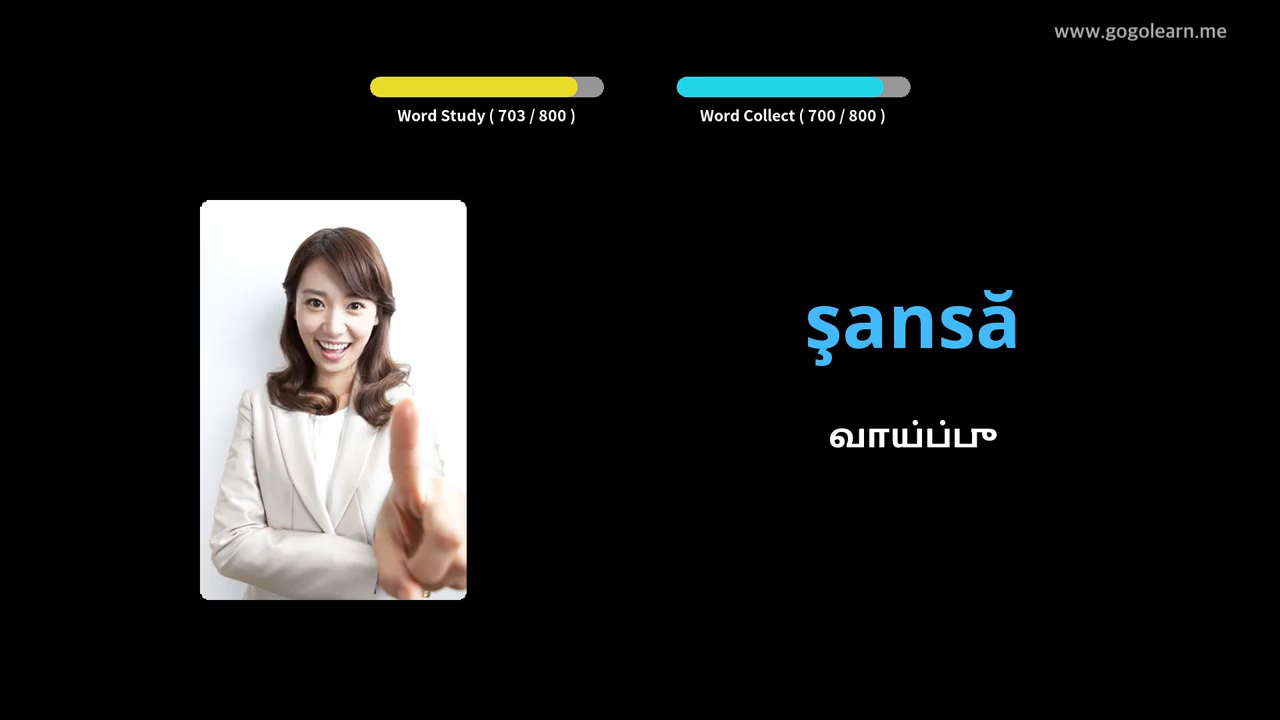 www.gogolearn.me
Word Study ( 703 / 800 )
Word Collect ( 700 / 800 )
şansă
வாய்ப்பு